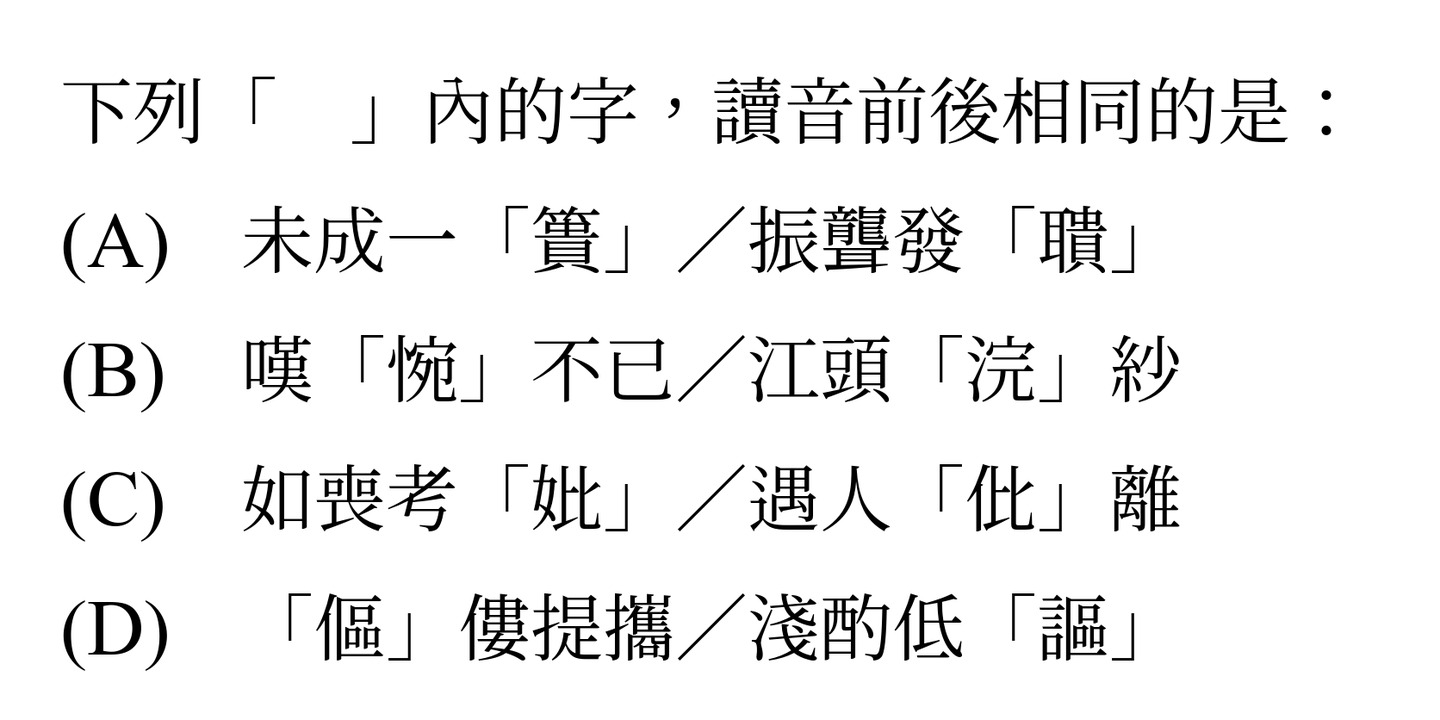 下列「　」內的字，讀音前後相同的是：
(A)　未成一「簣」／振聾發「聵」
(B)　嘆「惋」不已／江頭「浣」紗
(C)　如喪考「妣」／遇人「仳」離
(D)　「傴」僂提攜／淺酌低「謳」